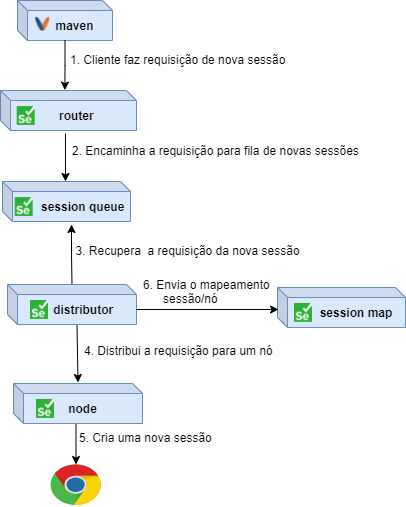 maven
1. Cliente faz requisição de nova sessão
Se router
2. Encaminha a requisição para fila de novas sessões
Se session queue
3. Recupera a requisição da nova sessão
6. Envia o mapeamento
sessão/nó
Se distributor
Se session map
4. Distribui a requisição para um nó
Se node
5. Cria uma nova sessão